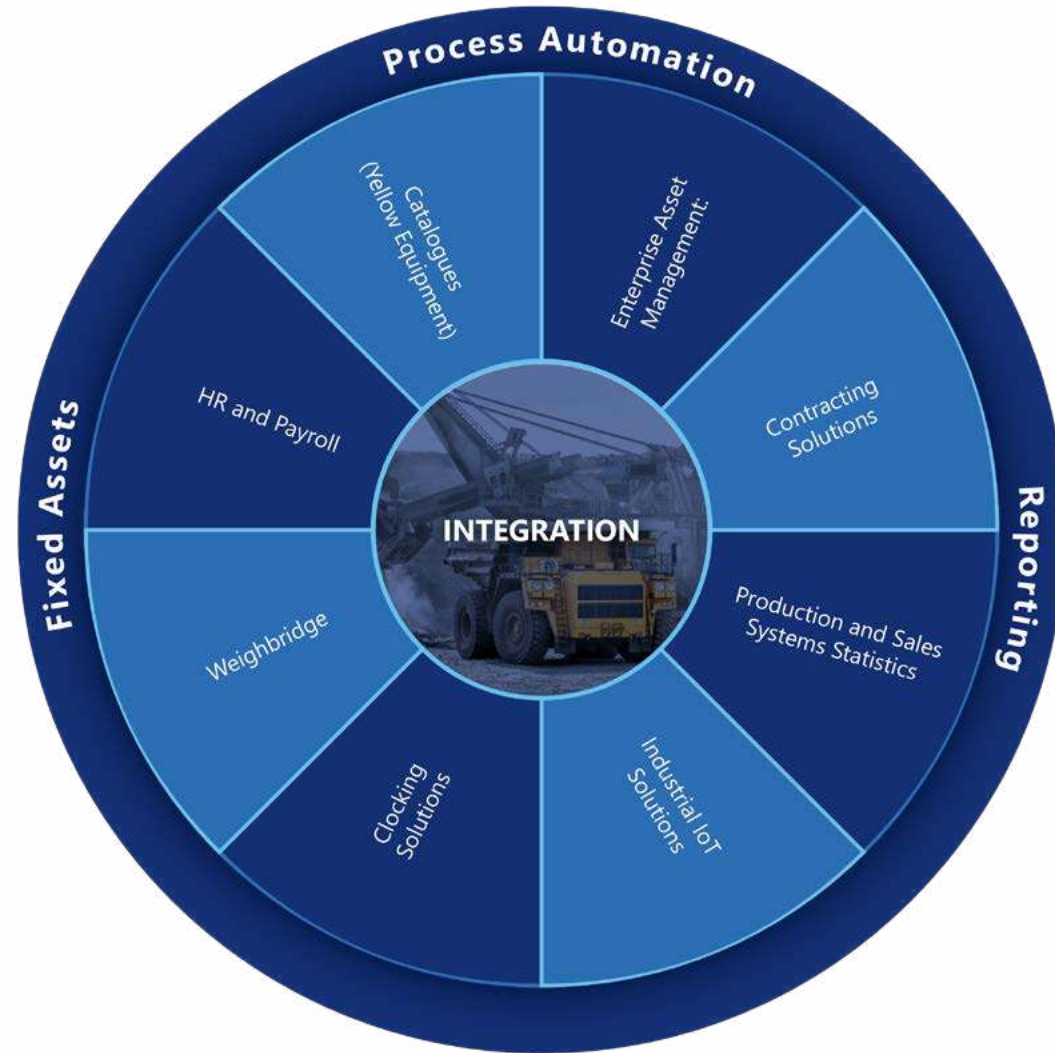 Process Automation
Catalogues
(Yellow Equipment)
Enterprise Asset
Management:
HR and Payroll
Contracting
Solutions
Fixed Assets
INTEGRATION
Reporting
Weighbridge
Production and Sales
Systems Statistics
Clocking
Solutions
Industrial IoT
Solutions